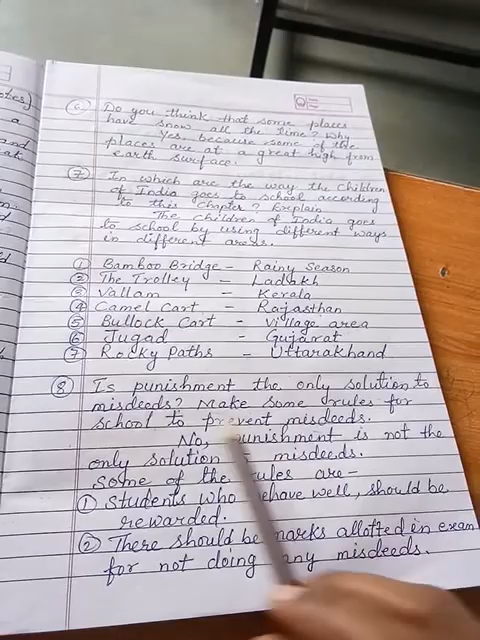 otes)
a
and
eak
(c) Do you think that some places
have snow all the time? Why
Yes, because some of the
places are at a great high from
earth surface.
(7) In which are the way the children
of India goes to school according
to this chapter? Explain
The children of India goes
to school by using different ways
in different areas.
(1) Bamboo Bridge - Rainy Season
(2) The Trolley - Ladakh
(3) Vallam - Kerala
(4) Camel Cart - Rajasthan
(5) Bullock Cart - Village area
(6) Jugad - Gujarat
(7) Rocky Paths - Uttarakhand
(8) Is punishment the only solution to
misdeeds? Make some rules for
school to prevent misdeeds.
No, punishment is not the
only solution misdeeds.
Some of the rules are-
(1) Students who behave well, should be
rewarded.
(2) There should be marks allotted in exam
for not doing any misdeeds.